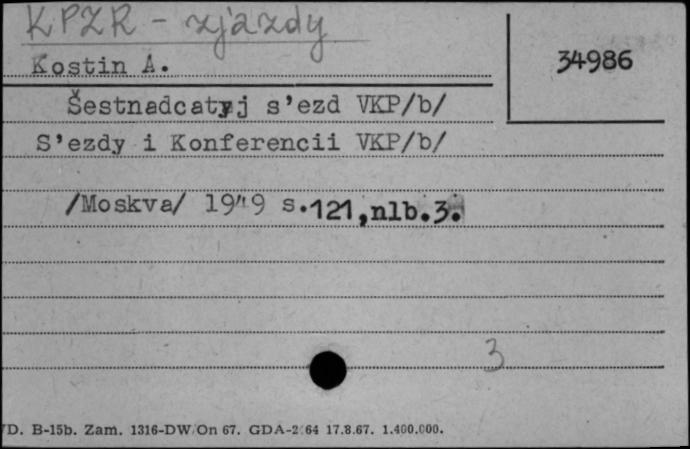 KPZR - zjazdy
Kostin A.
34986
Šestnadcatyj s'ezd VKP/b/
S'ezdy i Konferencii VKP/b/
/Moskva/ 1949 s.121,nlb.3.
3
D. B-15b. Zam. 1316-DW/On 67. GDA-2/64 17.8.67. 1.400.000.